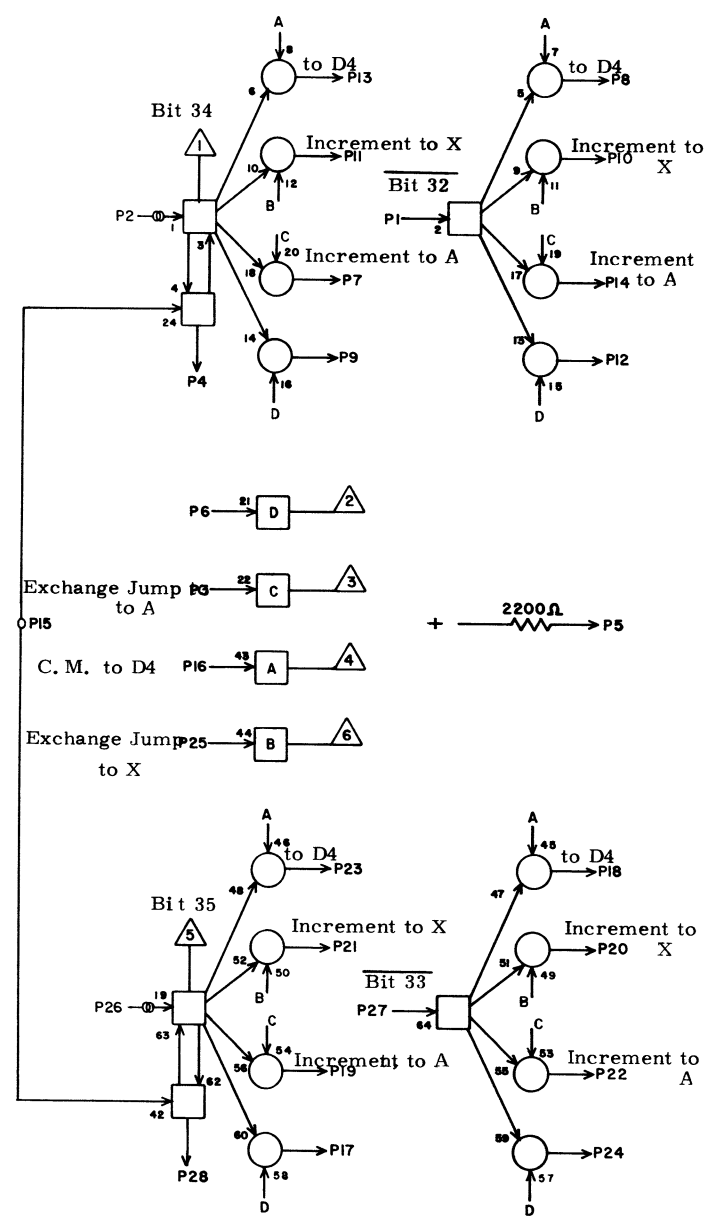 A
8
to D4
P13
6
Bit 34
1
Increment to X
P11
10
12
B
P2
1
3
C
20
Increment to A
18
P7
4
24
14
P9
16
P4
D
A
7
to D4
P8
5
Increment to
X
P10
9
11
B
Bit 32
P1
2
C
19
Increment
to A
17
P14
13
P12
15
D
P6
21
D
2
Exchange Jump to
to A
P3
22
C
3
P15
+
2200Ω
P5
C. M. to D4
P16
43
A
4
Exchange Jump
to X
P25
44
B
6
A
46
to D4
P23
48
Bit 35
5
Increment to X
P21
52
50
B
P26
19
63
C
54
Increment, to A
56
P19
62
42
60
P17
58
P28
D
A
45
to D4
P18
47
Increment to
X
P20
51
49
B
Bit 33
P27
64
C
53
Increment to
A
55
P22
59
P24
57
D